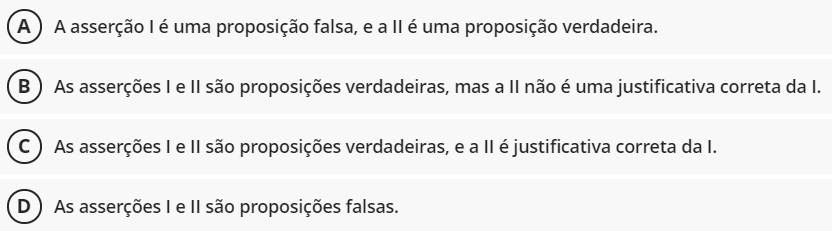 A A asserção I é uma proposição falsa, e a II é uma proposição verdadeira.
B As asserções I e II são proposições verdadeiras, mas a II não é uma justificativa correta da I.
C As asserções I e II são proposições verdadeiras, e a II é justificativa correta da I.
D As asserções I e II são proposições falsas.